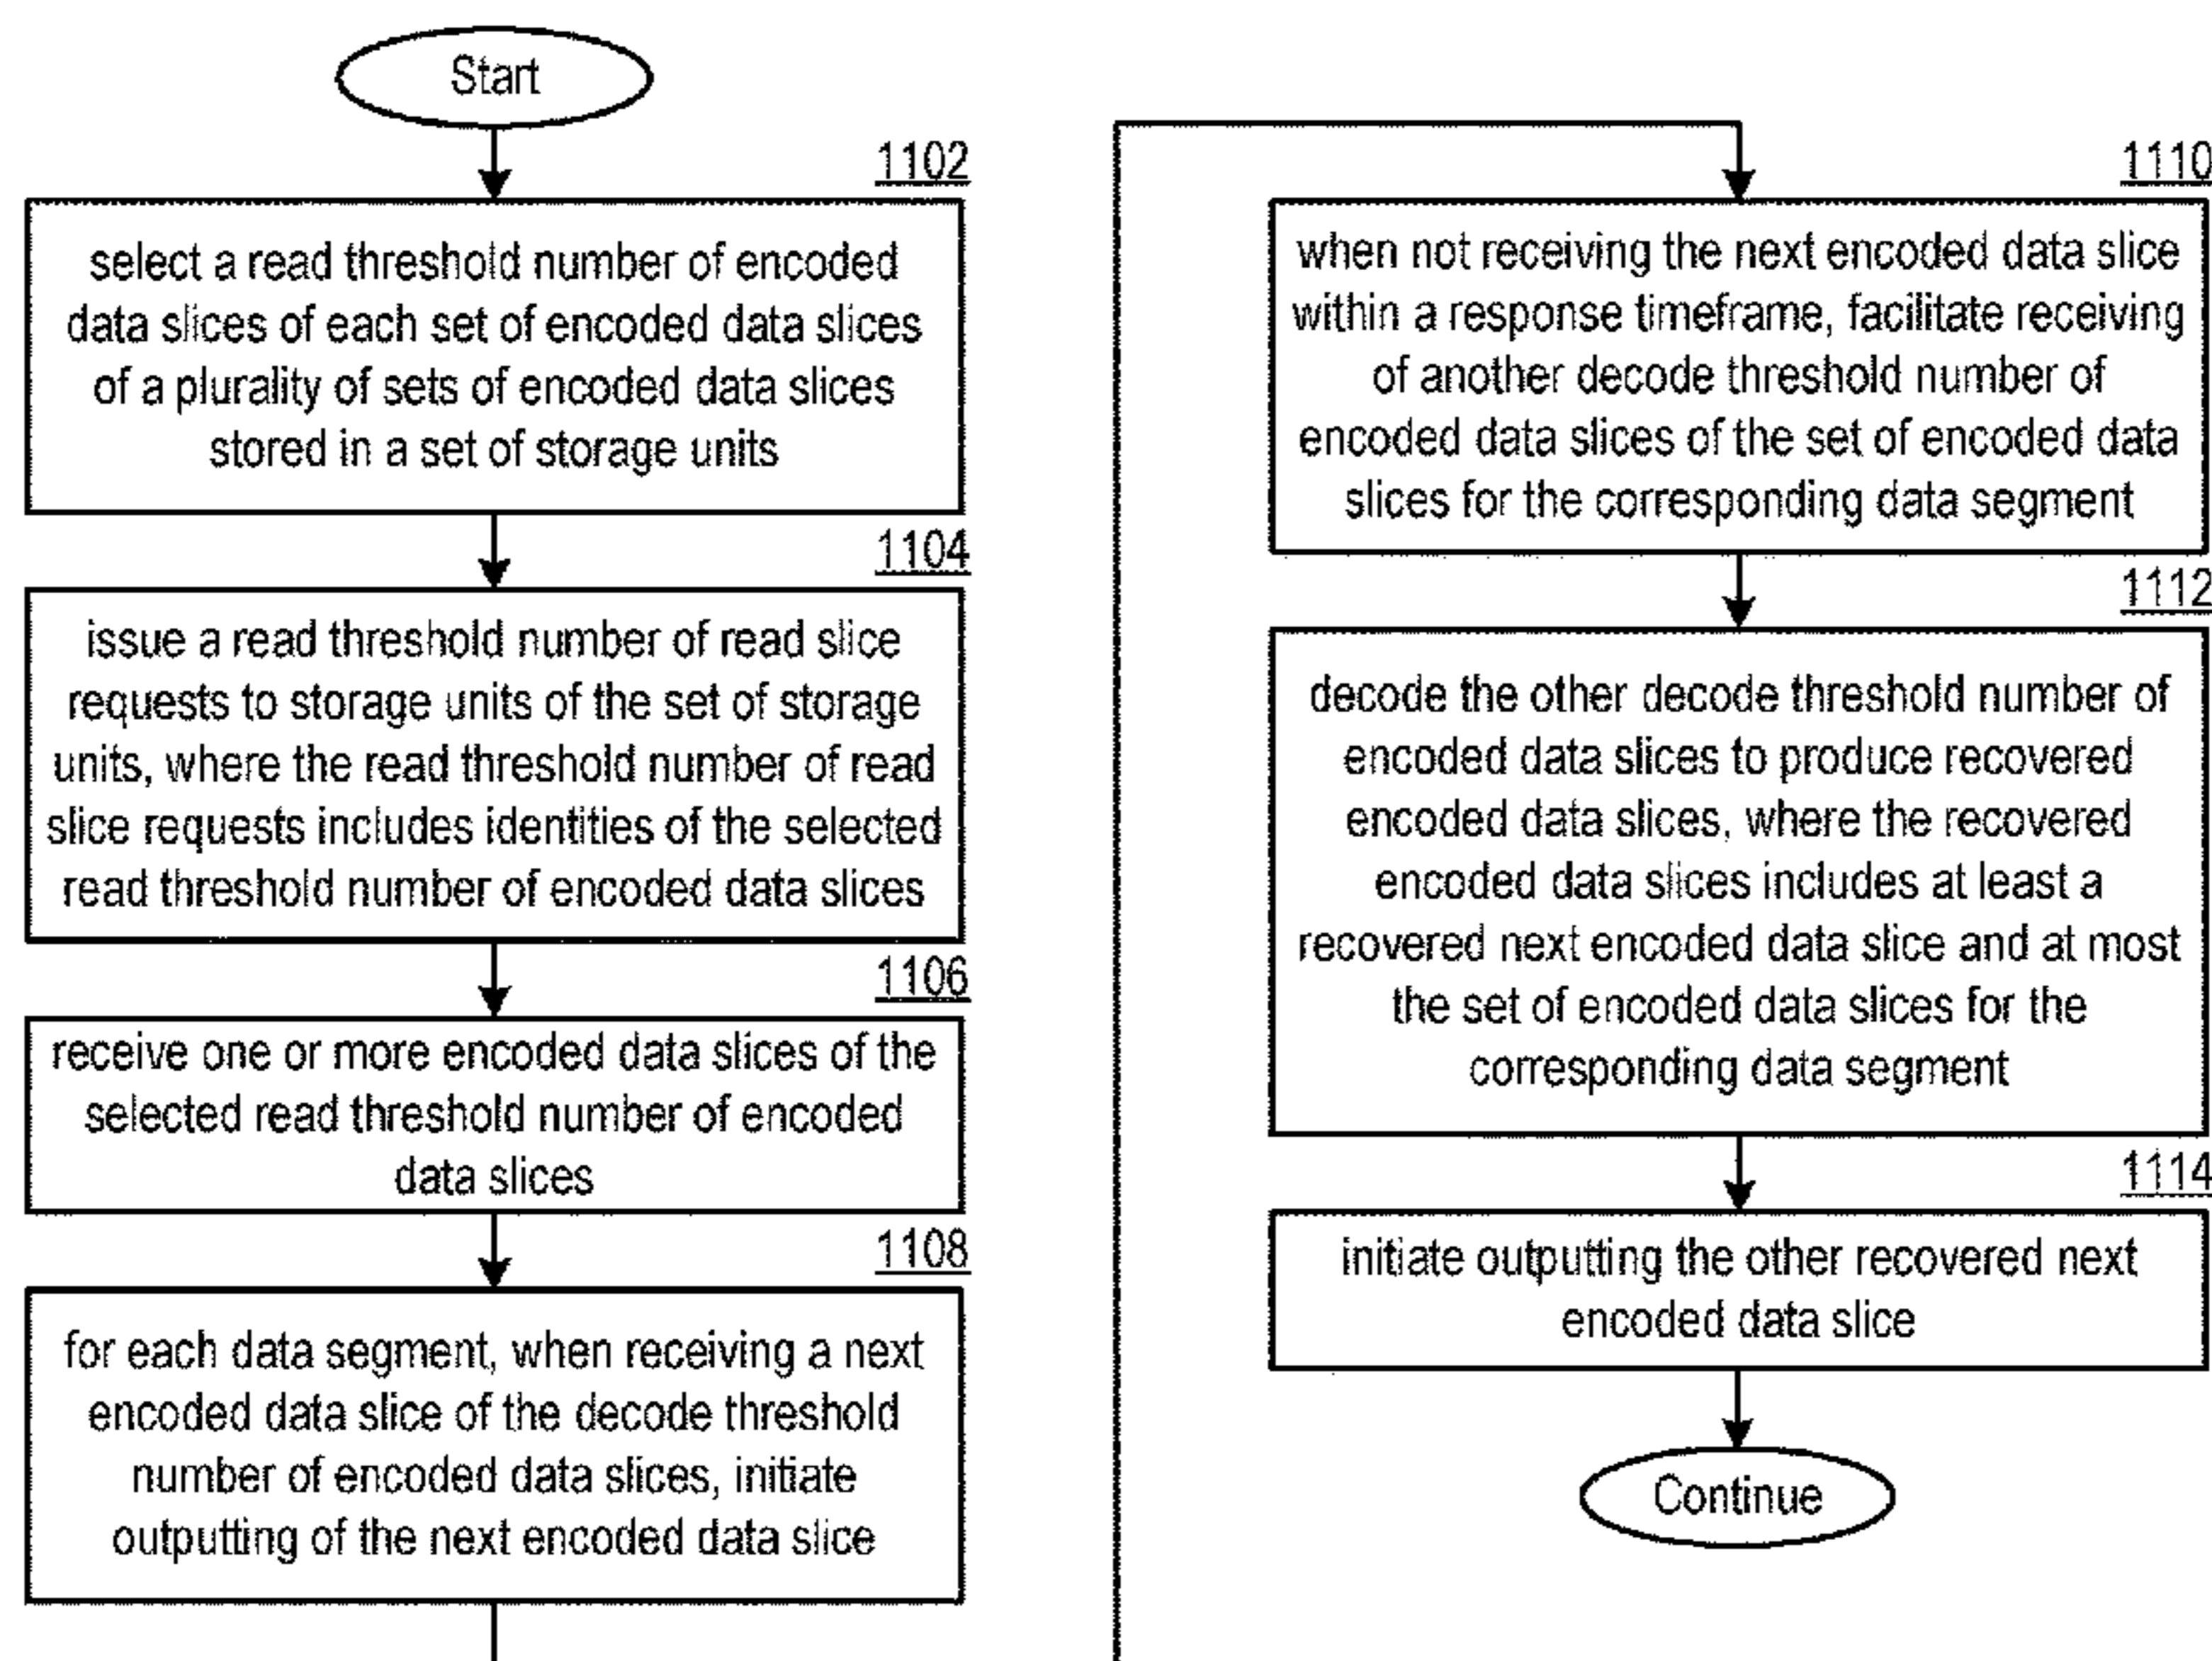 Start
1102
select a read threshold number of encoded
data slices of each set of encoded data slices
of a plurality of sets of encoded data slices
stored in a set of storage units
1104
issue a read threshold number of read slice
requests to storage units of the set of storage
units, where the read threshold number of read
slice requests includes identities of the selected
read threshold number of encoded data slices
1106
receive one or more encoded data slices of the
selected read threshold number of encoded
data slices
1108
for each data segment, when receiving a next
encoded data slice of the decode threshold
number of encoded data slices, initiate
outputting of the next encoded data slice
1110
when not receiving the next encoded data slice
within a response timeframe, facilitate receiving
of another decode threshold number of
encoded data slices of the set of encoded data
slices for the corresponding data segment
1112
decode the other decode threshold number of
encoded data slices to produce recovered
encoded data slices, where the recovered
encoded data slices includes at least a
recovered next encoded data slice and at most
the set of encoded data slices for the
corresponding data segment
1114
initiate outputting the other recovered next
encoded data slice
Continue